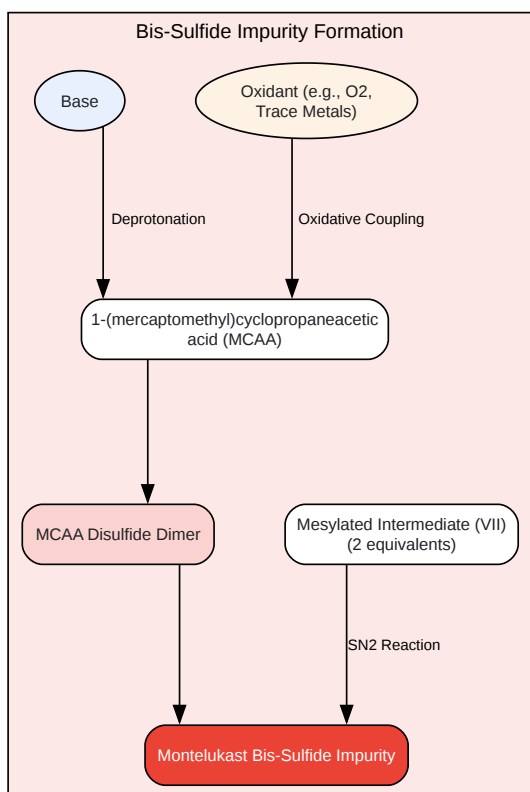 Bis-Sulfide Impurity Formation
Base
Oxidant (e.g., O2,
Trace Metals)
Deprotonation
Oxidative Coupling
1-(mercaptomethyl)cyclopropaneacetic
acid (MCAA)
MCAA Disulfide Dimer
Mesylated Intermediate (VII)
(2 equivalents)
SN2 Reaction
Montelukast Bis-Sulfide Impurity